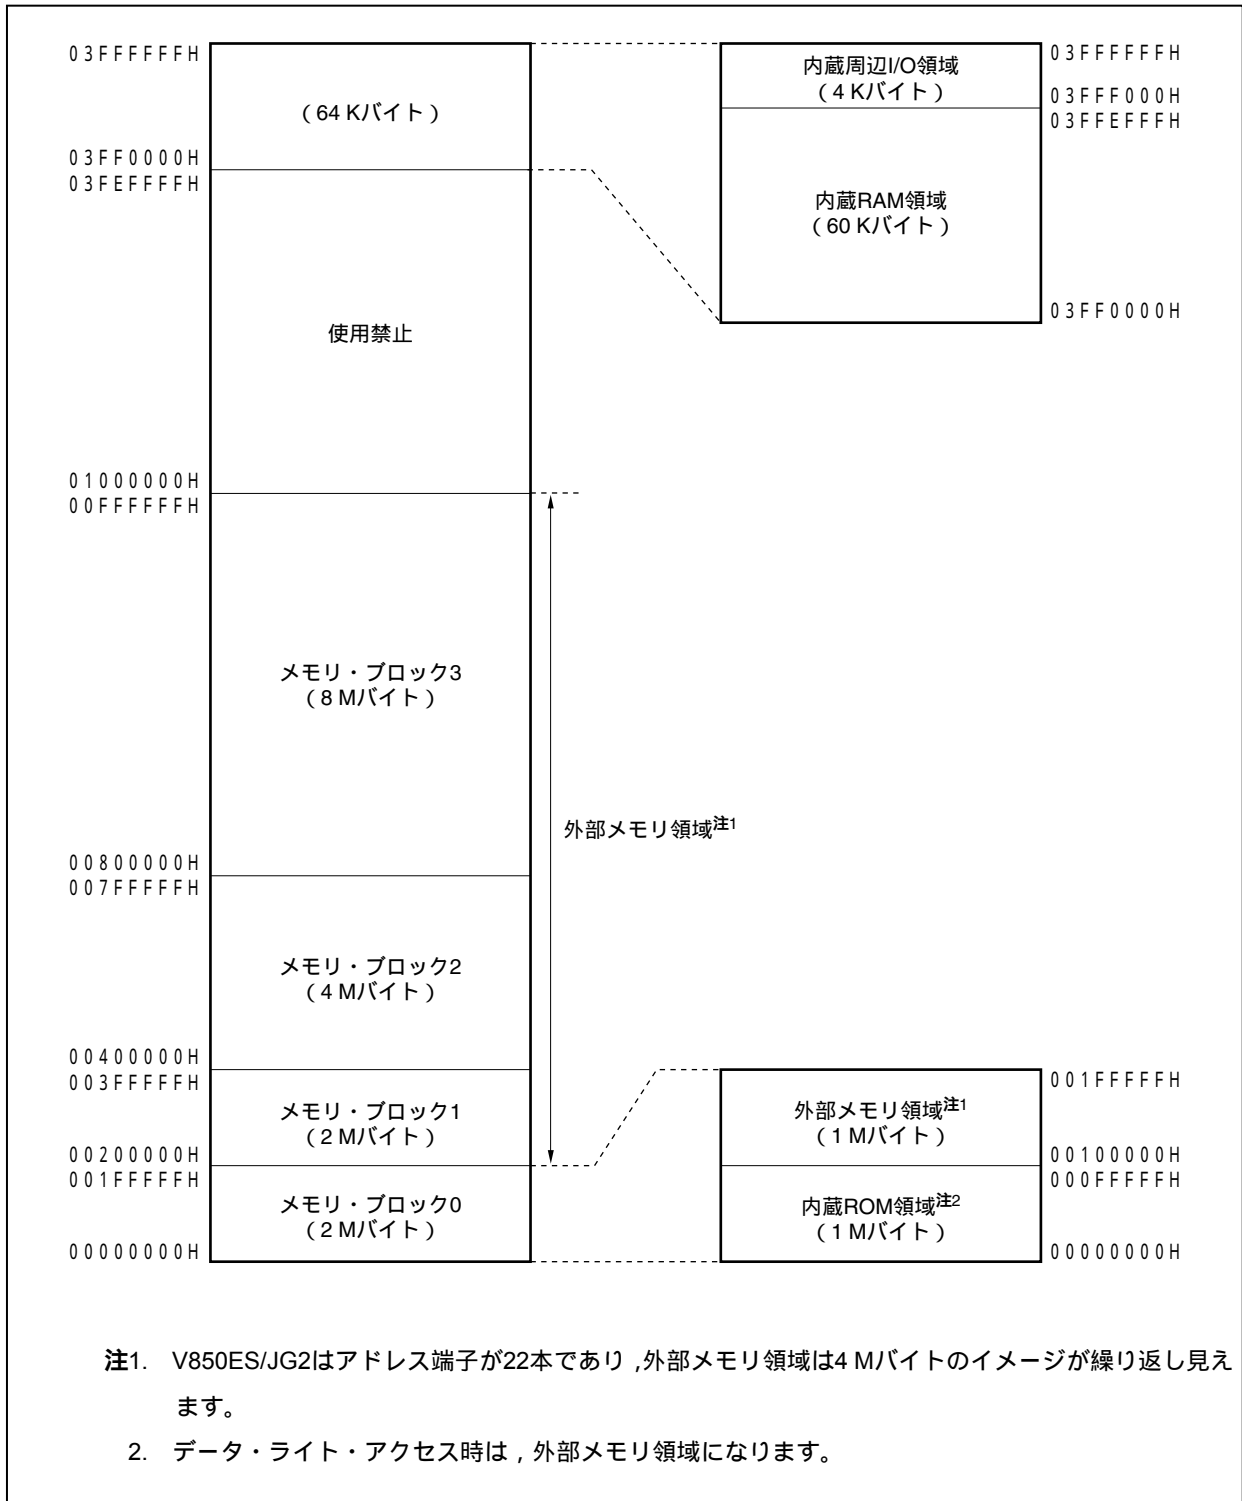 03FFFFFFH
(64 Kバイト)
03FF0000H
03FEFFFFH
使用禁止
01000000H
00FFFFFFH
メモリ・ブロック3
(8 Mバイト)
外部メモリ領域注1
00800000H
007FFFFFH
メモリ・ブロック2
(4 Mバイト)
00400000H
003FFFFFH
メモリ・ブロック1
(2 Mバイト)
00200000H
001FFFFFH
メモリ・ブロック0
(2 Mバイト)
00000000H
内蔵周辺I/O領域
(4 Kバイト)
03FFFFFFH
03FFF000H
03FFEFFFH
内蔵RAM領域
(60 Kバイト)
03FF0000H
001FFFFFH
外部メモリ領域注1
(1 Mバイト)
00100000H
000FFFFFH
内蔵ROM領域注2
(1 Mバイト)
00000000H
注1. V850ES/JG2はアドレス端子が22本であり,外部メモリ領域は4 Mバイトのイメージが繰り返し見え
ます。
2. データ・ライト・アクセス時は,外部メモリ領域になります。